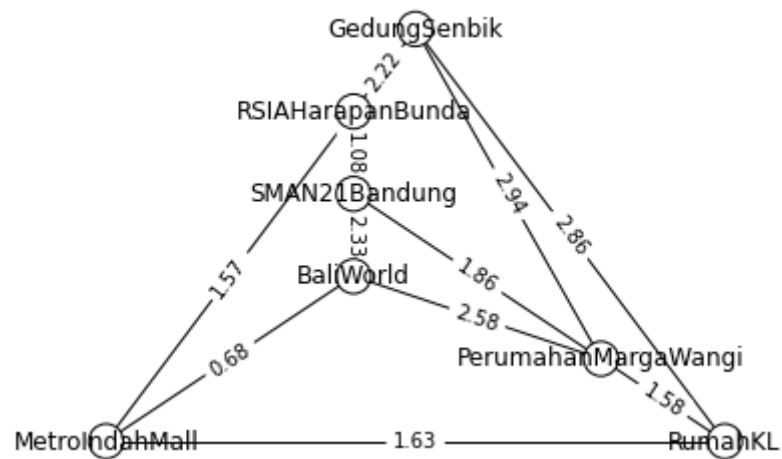 GedungSenbik
2.22
RSIAHarapanBunda
1.08
SMAN21Bandung
2.94
2.33
2.86
BaliWorld
1.57
1.86
2.58
0.68
PerumahanMargaWangi
1.58
MetroIndahMall
1.63
RumahKL